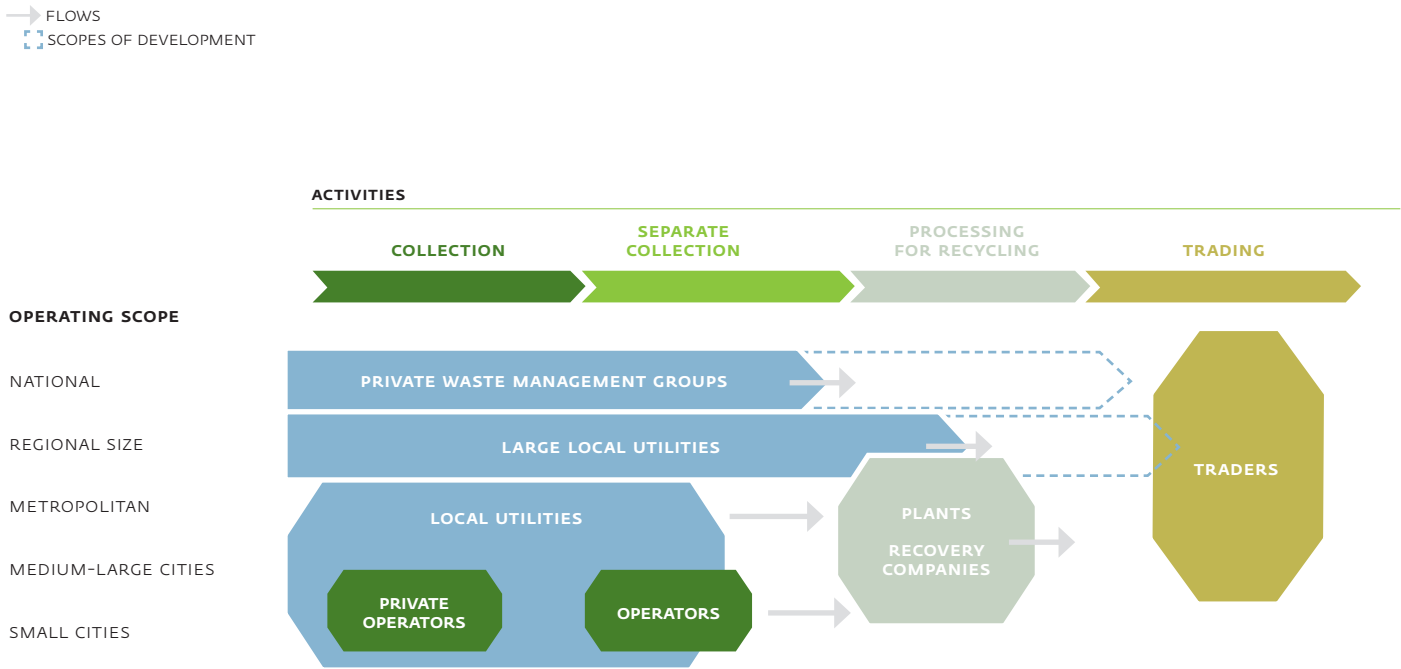 FLOWS
SCOPES OF DEVELOPMENT
ACTIVITIES
COLLECTION
SEPARATE
COLLECTION
PROCESSING
FOR RECYCLING
TRADING
OPERATING SCOPE
NATIONAL
PRIVATE WASTE MANAGEMENT GROUPS
REGIONAL SIZE
LARGE LOCAL UTILITIES
TRADERS
METROPOLITAN
LOCAL UTILITIES
PLANTS
RECOVERY
COMPANIES
MEDIUM-LARGE CITIES
PRIVATE
OPERATORS
OPERATORS
SMALL CITIES